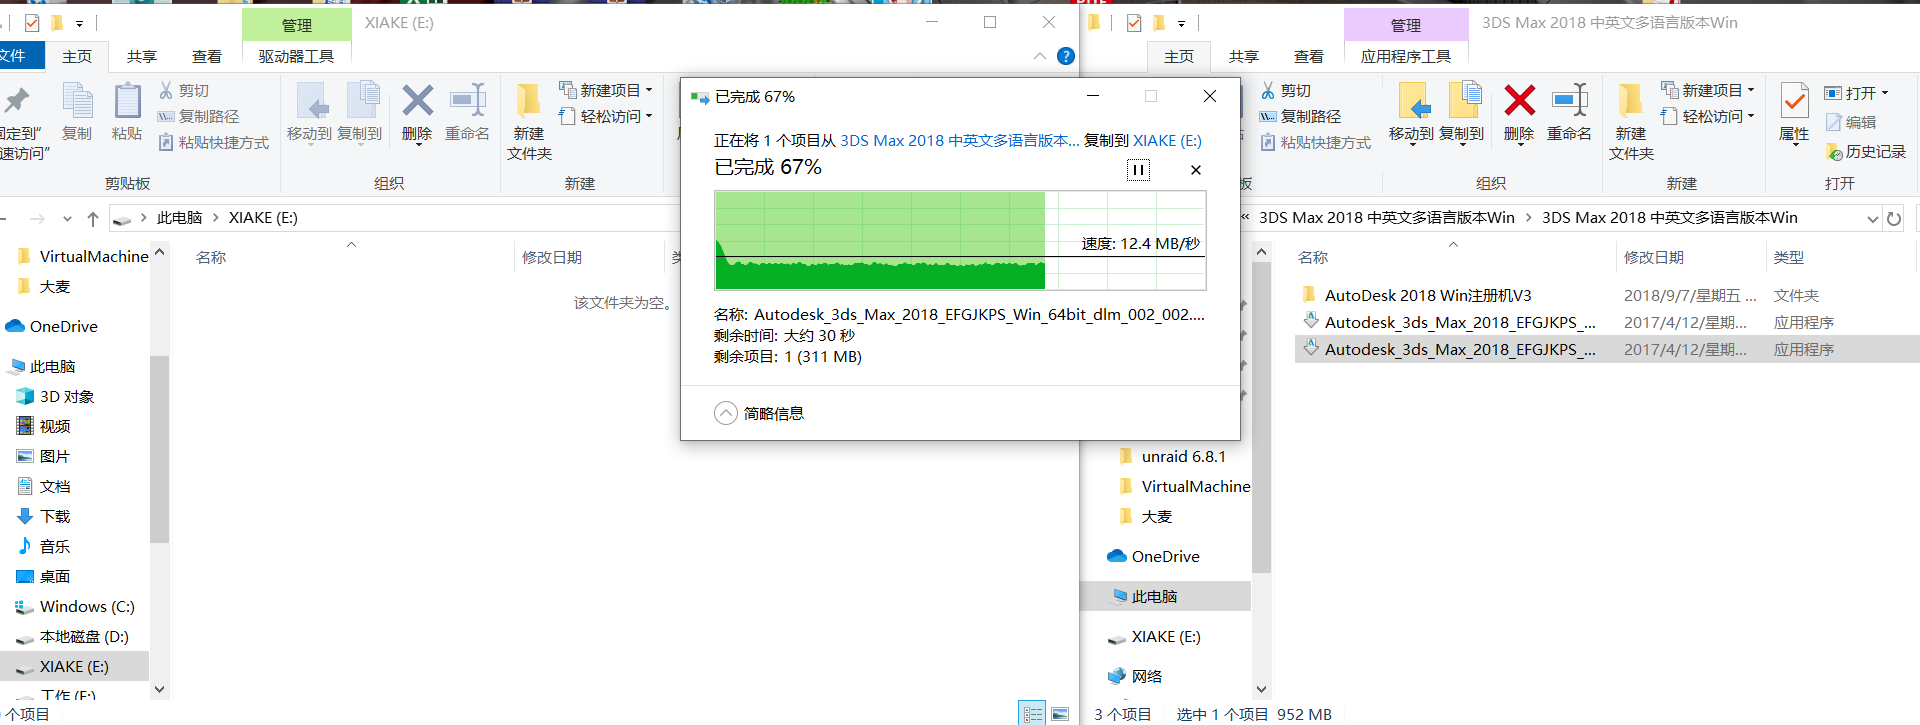 管理
XIAKE (E:)
文件
主页
共享
查看
驱动器工具
固定到"
快速访问"
复制
粘贴
剪切
复制路径
粘贴快捷方式
剪贴板
移动到
复制到
删除
重命名
组织
新建
文件夹
新建项目
轻松访问
新建
此电脑
XIAKE (E:)
VirtualMachine
大麦
OneDrive
此电脑
3D 对象
视频
图片
文档
下载
音乐
桌面
Windows (C:)
本地磁盘 (D:)
XIAKE (E:)
工作 (F:)
名称
修改日期
该文件夹为空。
个项目
已完成 67%
正在将 1 个项目从 3DS Max 2018 中英文多语言版本... 复制到 XIAKE (E:)
已完成 67%
速度: 12.4 MB/秒
名称: Autodesk_3ds_Max_2018_EFGJKPS_Win_64bit_dlm_002_002....
剩余时间: 大约 30 秒
剩余项目: 1 (311 MB)
简略信息
管理
3DS Max 2018 中英文多语言版本Win
主页
共享
查看
应用程序工具
剪切
复制路径
粘贴快捷方式
板
移动到
复制到
删除
重命名
组织
新建
文件夹
新建项目
轻松访问
新建
属性
打开
编辑
历史记录
打开
« 3DS Max 2018 中英文多语言版本Win
3DS Max 2018 中英文多语言版本Win
名称
修改日期
类型
AutoDesk 2018 Win注册机V3
2018/9/7/星期五 ...
文件夹
Autodesk_3ds_Max_2018_EFGJKPS_...
2017/4/12/星期...
应用程序
Autodesk_3ds_Max_2018_EFGJKPS_...
2017/4/12/星期...
应用程序
unraid 6.8.1
VirtualMachine
大麦
OneDrive
此电脑
XIAKE (E:)
网络
3 个项目
选中 1 个项目 952 MB